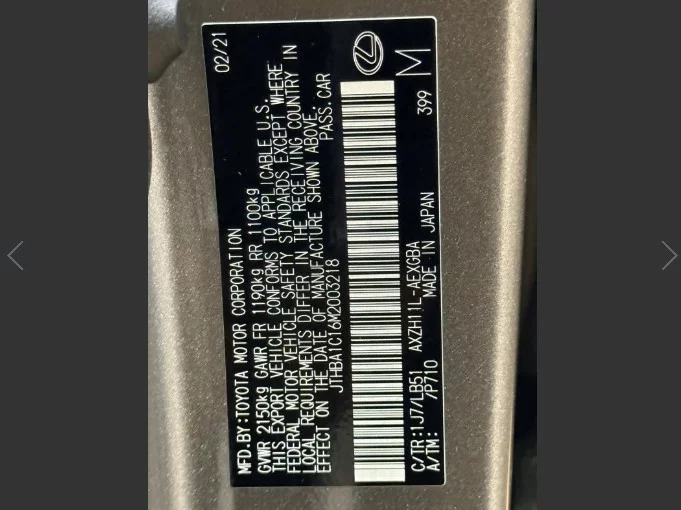 MFD.BY:TOYOTA MOTOR CORPORATION 02/21
GVWR 2150kg GAWR FR 1190kg RR 1100kg
THIS EXPORT VEHICLE CONFORMS TO APPLICABLE U.S.
FEDERAL MOTOR VEHICLE SAFETY STANDARDS EXCEPT WHERE
LOCAL REQUIREMENTS DIFFER IN THE RECEIVING COUNTRY IN
EFFECT ON THE DATE OF MANUFACTURE SHOWN ABOVE.
JTHBA1C16M2003218 PASS.CAR
C/TR:1J7/LB51 AXZH11L-AEXGBA 399 M
A/TM: /P710 MADE IN JAPAN